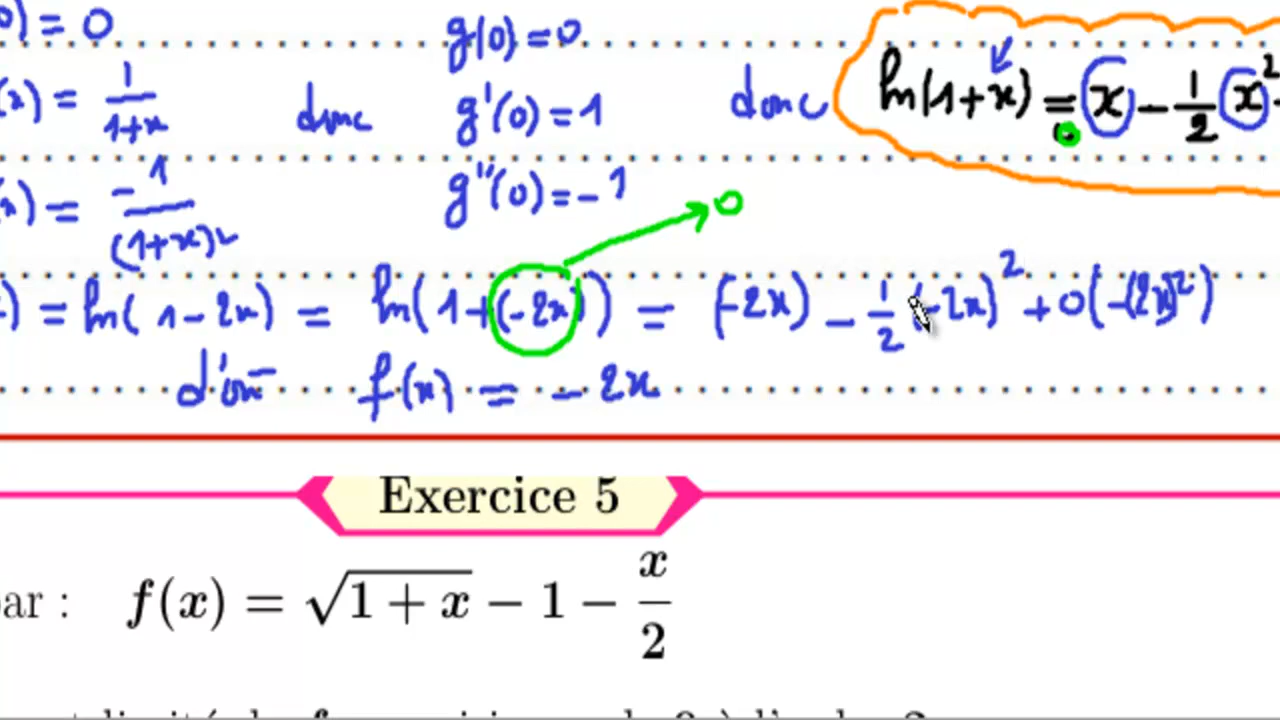 0) = 0 g(0) = 0
(x) = 1/(1+x) donc g'(0) = 1 donc ln(1+x) =₀ x - 1/2 x²
) = -1/(1+x)² g''(0) = -1
0
) = ln(1-2x) = ln(1+(-2x)) = (-2x) - 1/2 (-2x)² + o((-2x)²)
d'où f(x) = -2x
Exercice 5
ar : f(x) = √(1+x) - 1 - x/2